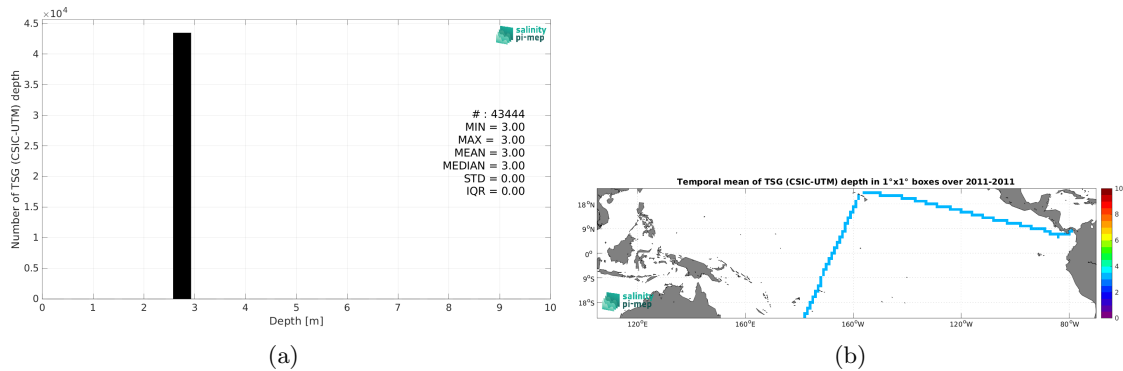 ×10⁴
4.5
4
3.5
3
2.5
2
1.5
1
0.5
0
Number of TSG (CSIC-UTM) depth
salinity
pi-mep
# : 43444
MIN = 3.00
MAX = 3.00
MEAN = 3.00
MEDIAN = 3.00
STD = 0.00
IQR = 0.00
0 1 2 3 4 5 6 7 8 9 10
Depth [m]
(a)
Temporal mean of TSG (CSIC-UTM) depth in 1°x1° boxes over 2011-2011
18°N
9°N
0°
9°S
18°S
salinity
pi-mep
120°E 160°E 160°W 120°W 80°W
10
8
6
4
2
0
(b)